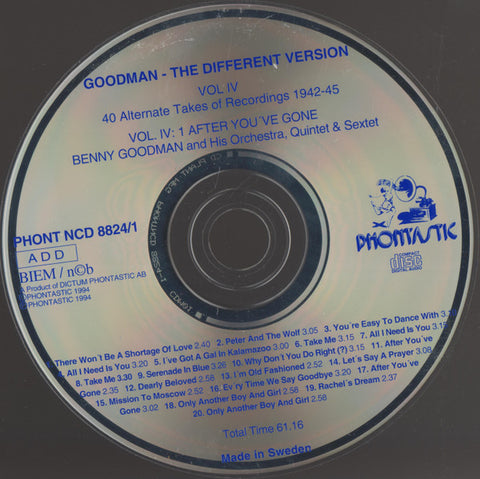 GOODMAN - THE DIFFERENT VERSION
VOL IV
40 Alternate Takes of Recordings 1942-45
VOL. IV: 1 AFTER YOU´VE GONE
BENNY GOODMAN and His Orchestra, Quintet & Sextet
PHONT NCD 8824/1
ADD
BIEM / n©b
A Product of DICTUM PHONTASTIC AB
PHONTASTIC 1994
PHONTASTIC 1994
PHONTASTIC
COMPACT
disc
DIGITAL AUDIO
There Won´t Be A Shortage Of Love 2.40 2. Peter And The Wolf 3.05 3. You´re Easy To Dance With
All I Need Is You 3.20 5. I´ve Got A Gal In Kalamazoo 3.00 6. Take Me 3.15 7. All I Need Is You
8. Take Me 3.30 9. Serenade In Blue 3.26 10. Why Don´t You Do Right (?) 3.15 11. After You´ve
Gone 2.35 12. Dearly Beloved 2.58 13. I´m Old Fashioned 2.52 14. Let´s Say A Prayer 3.08
15. Mission To Moscow 2.52 16. Ev´ry Time We Say Goodbye 3.20 17. After You´ve
Gone 3.02 18. Only Another Boy And Girl 2.58 19. Rachel´s Dream 2.37
20. Only Another Boy And Girl 2.58
Total Time 61.16
Made in Sweden